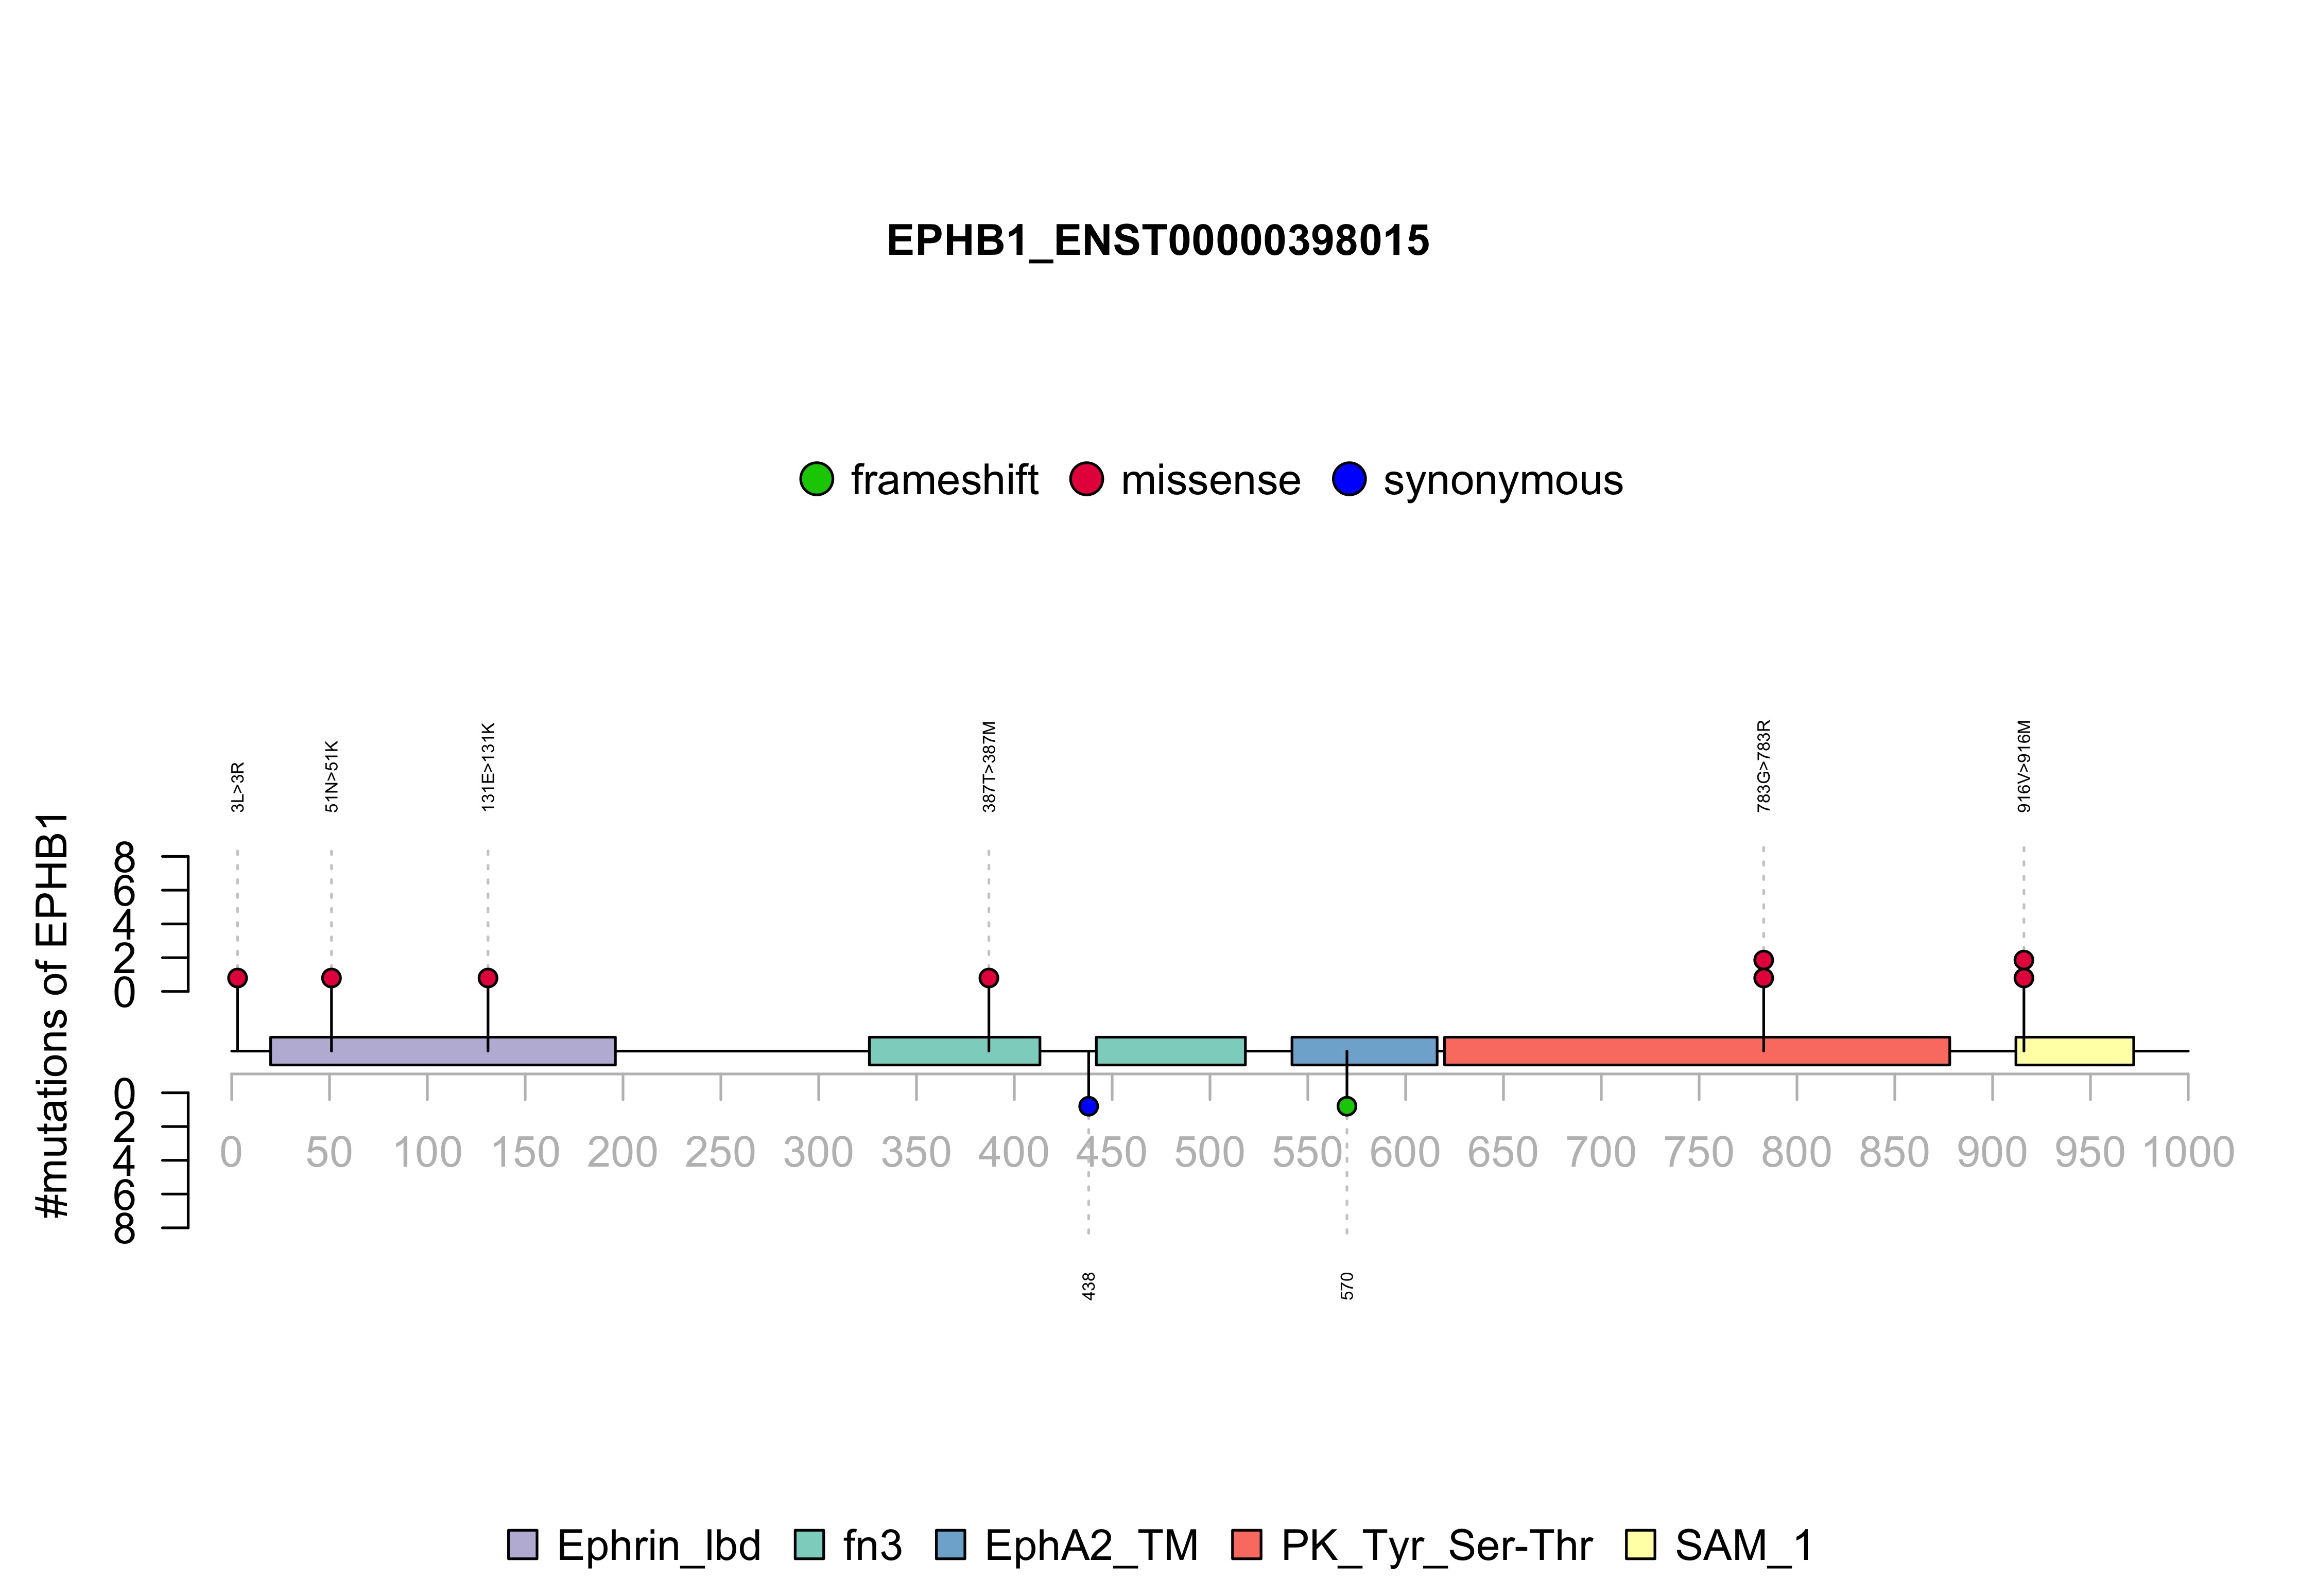 EPHB1_ENST00000398015
frameshift missense synonymous
3L>3R
51N>51K
131E>131K
387T>387M
783G>783R
916V>916M
#mutations of EPHB1
8
6
4
2
0
0
2
4
6
8
0 50 100 150 200 250 300 350 400 450 500 550 600 650 700 750 800 850 900 950 1000
438
570
Ephrin_lbd fn3 EphA2_TM PK_Tyr_Ser-Thr SAM_1